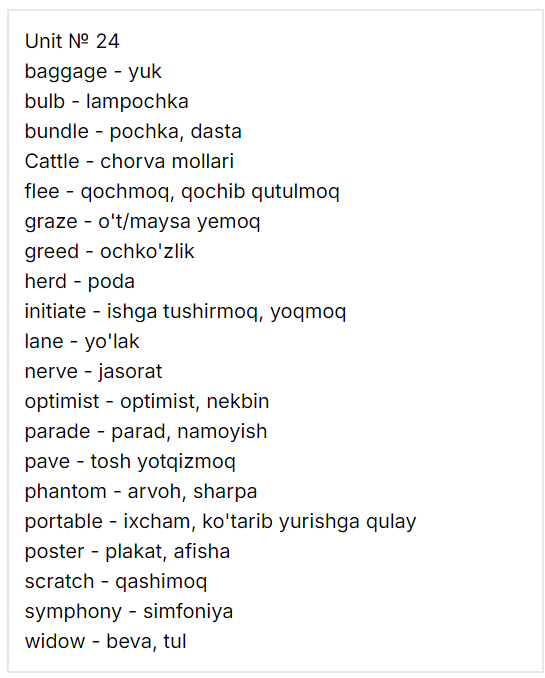 Unit № 24
baggage - yuk
bulb - lampochka
bundle - pochka, dasta
Cattle - chorva mollari
flee - qochmoq, qochib qutulmoq
graze - o't/maysa yemoq
greed - ochko'zlik
herd - poda
initiate - ishga tushirmoq, yoqmoq
lane - yo'lak
nerve - jasorat
optimist - optimist, nekbin
parade - parad, namoyish
pave - tosh yotqizmoq
phantom - arvoh, sharpa
portable - ixcham, ko'tarib yurishga qulay
poster - plakat, afisha
scratch - qashimoq
symphony - simfoniya
widow - beva, tul